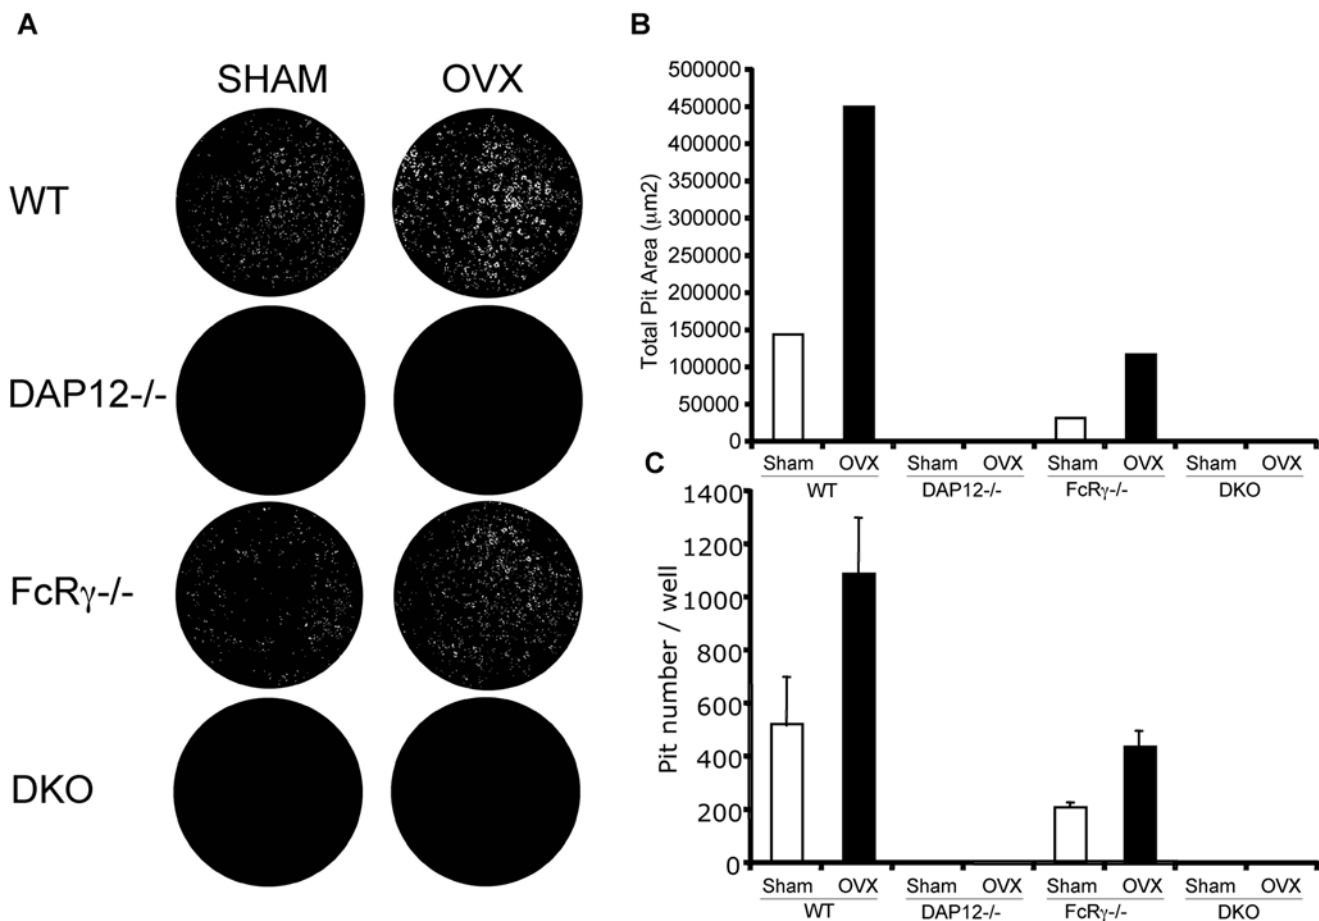 A
SHAM OVX
WT
DAP12-/-
FcRγ-/-
DKO
B
Total Pit Area (μm2)
500000
450000
400000
350000
300000
250000
200000
150000
100000
50000
0
Sham OVX Sham OVX Sham OVX Sham OVX
WT DAP12-/- FcRγ-/- DKO
C
Pit number / well
1400
1200
1000
800
600
400
200
0
Sham OVX Sham OVX Sham OVX Sham OVX
WT DAP12-/- FcRγ-/- DKO